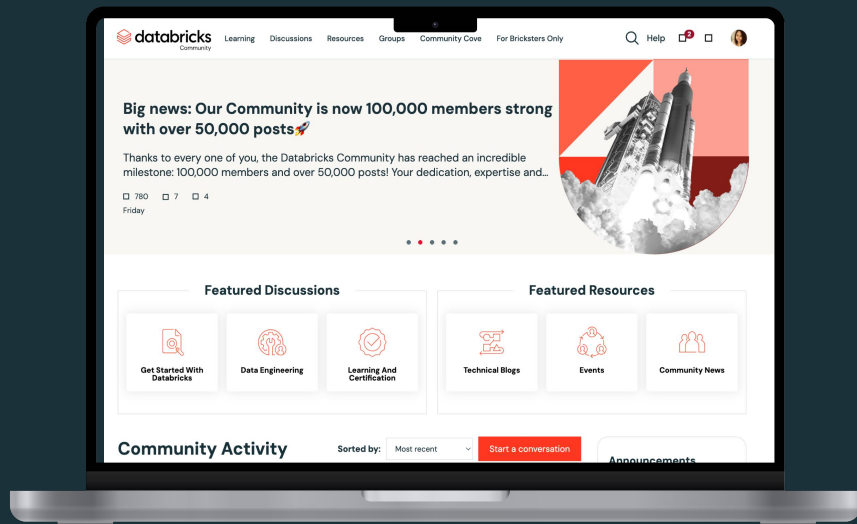 databricks
Community
Learning Discussions Resources Groups Community Cove For Bricksters Only
Help 2
Big news: Our Community is now 100,000 members strong
with over 50,000 posts🚀
Thanks to every one of you, the Databricks Community has reached an incredible
milestone: 100,000 members and over 50,000 posts! Your dedication, expertise and...
780 7 4
Friday
Featured Discussions
Get Started With
Databricks
Data Engineering
Learning And
Certification
Featured Resources
Technical Blogs
Events
Community News
Community Activity
Sorted by: Most recent
Start a conversation
Announcements